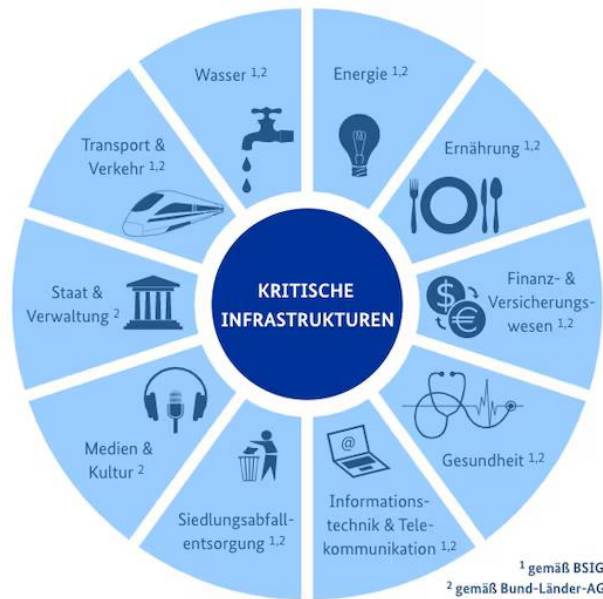 KRITISCHE
INFRASTRUKTUREN
Wasser 1,2
Energie 1,2
Ernährung 1,2
Finanz- &
Versicherungs-
wesen 1,2
Gesundheit 1,2
Informations-
technik & Tele-
kommunikation 1,2
Siedlungsabfall-
entsorgung 1,2
Medien &
Kultur 2
Staat &
Verwaltung 2
Transport &
Verkehr 1,2
$
€
@
1 gemäß BSIG
2 gemäß Bund-Länder-AG